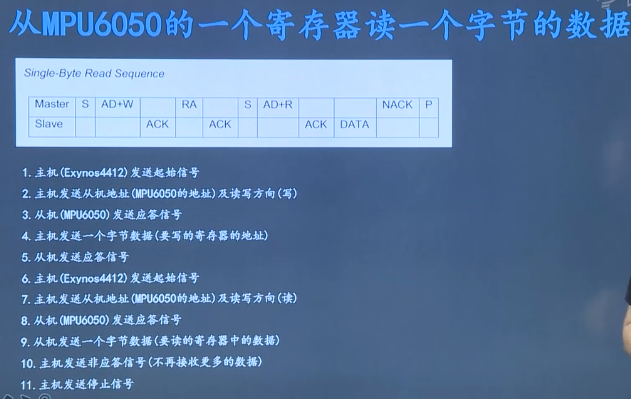 从MPU6050的一个寄存器读一个字节的数据
Single-Byte Read Sequence
Master S AD+W RA S AD+R NACK P
Slave ACK ACK ACK DATA
1.主机(Exynos4412)发送起始信号
2.主机发送从机地址(MPU6050的地址)及读写方向(写)
3.从机(MPU6050)发送应答信号
4.主机发送一个字节数据(要写的寄存器的地址)
5.从机发送应答信号
6.主机(Exynos4412)发送起始信号
7.主机发送从机地址(MPU6050的地址)及读写方向(读)
8.从机(MPU6050)发送应答信号
9.从机发送一个字节数据(要读的寄存器中的数据)
10.主机发送非应答信号(不再接收更多的数据)
11.主机发送停止信号